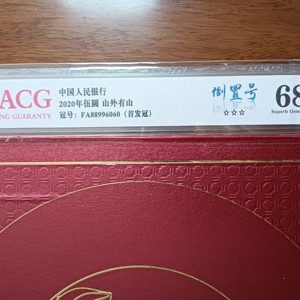 ACG
NG GUARANTY
中国人民银行
2020年伍圓 山外有山
冠号: FA88996060 (首发冠)
倒置号
☆☆☆
68
Superb Gem